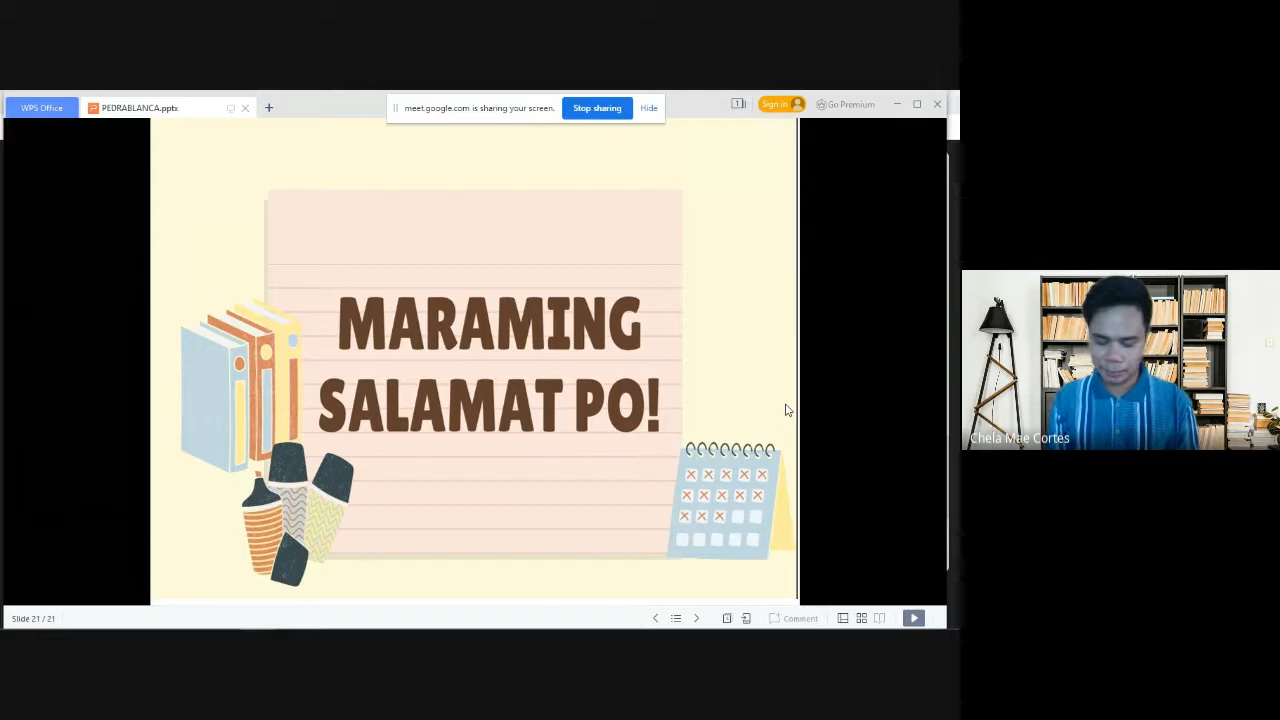 WPS Office
PEDRABLANCA.pptx
meet.google.com is sharing your screen.
Stop sharing
Hide
1
Sign in
Go Premium
MARAMING
SALAMAT PO!
Chela Mae Cortes
Slide 21 / 21
Comment